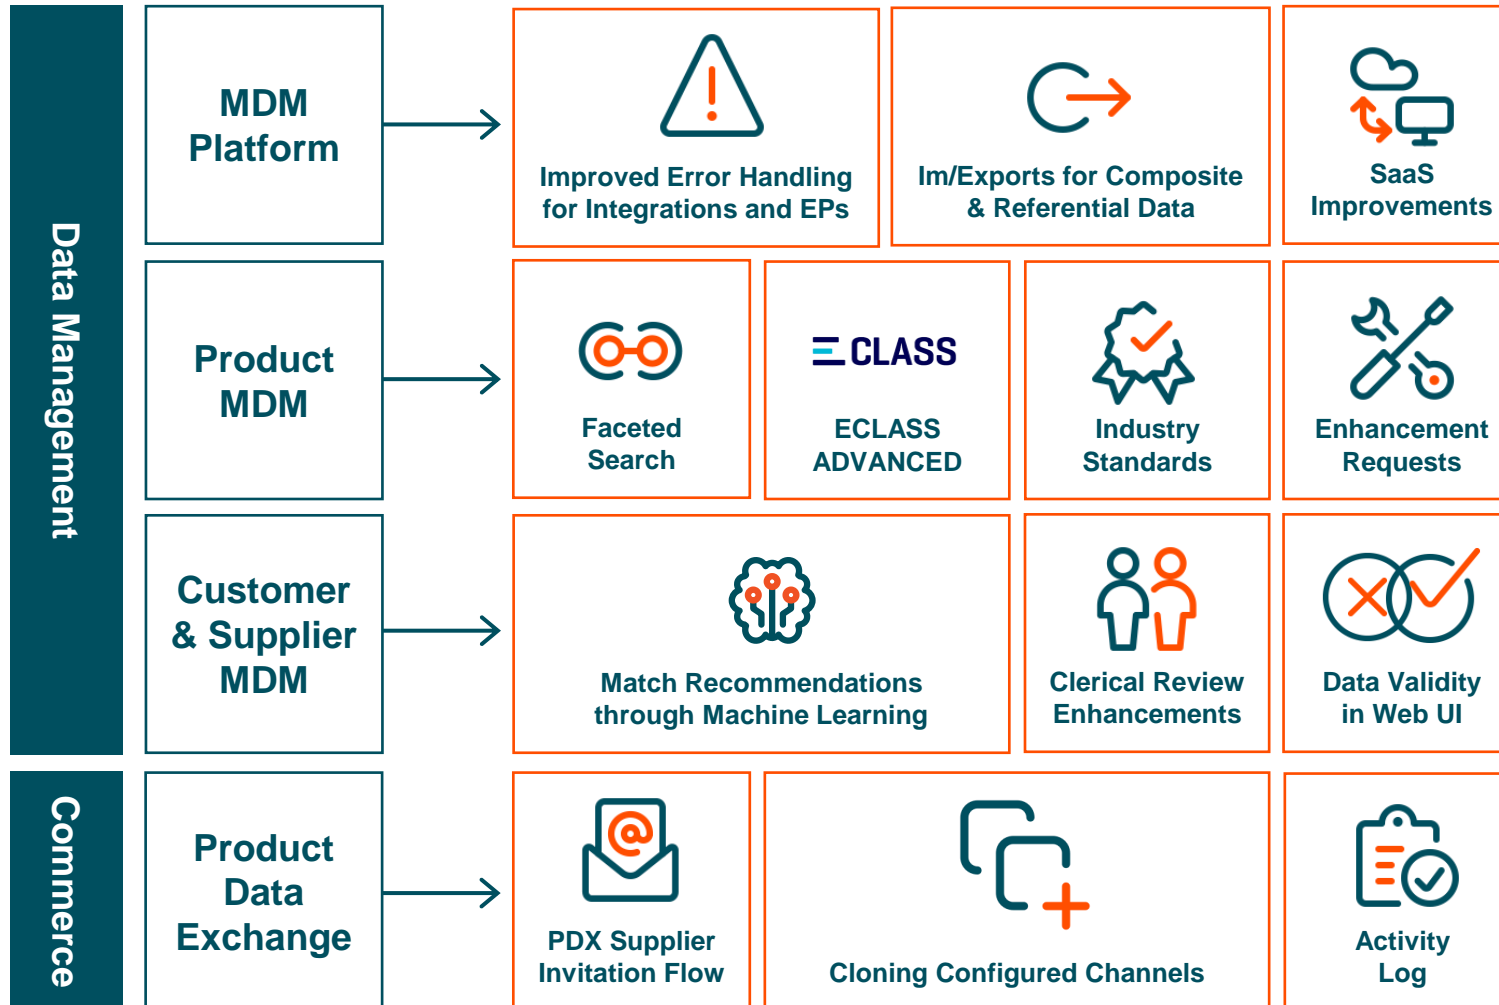 Data Management
MDM
Platform
Improved Error Handling
for Integrations and EPs
Im/Exports for Composite
& Referential Data
SaaS
Improvements
Product
MDM
Faceted
Search
ECLASS
ECLASS
ADVANCED
Industry
Standards
Enhancement
Requests
Customer
& Supplier
MDM
Match Recommendations
through Machine Learning
Clerical Review
Enhancements
Data Validity
in Web UI
Commerce
Product
Data
Exchange
@
PDX Supplier
Invitation Flow
Cloning Configured Channels
Activity
Log